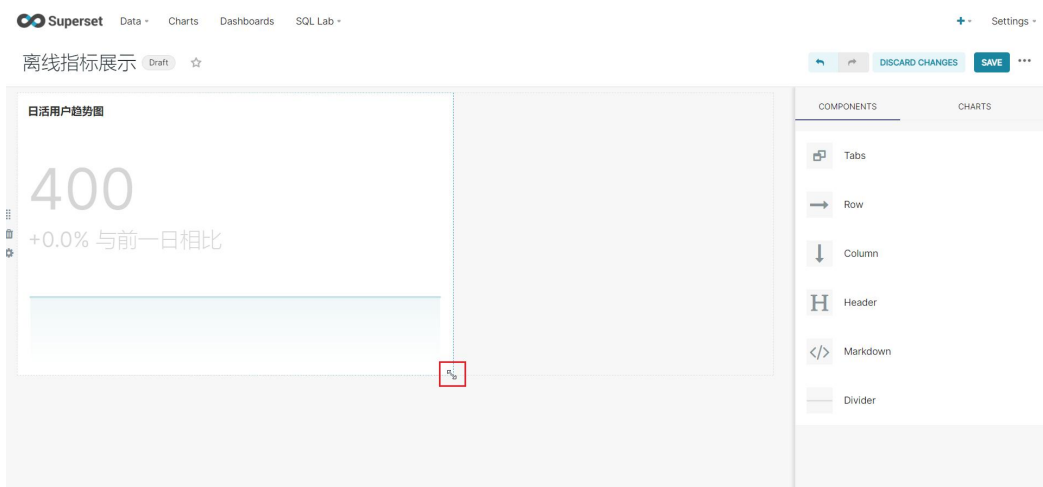 Superset Data Charts Dashboards SQL Lab Settings
离线指标展示 Draft DISCARD CHANGES SAVE
日活用户趋势图
400
+0.0% 与前一日相比
COMPONENTS CHARTS
Tabs
Row
Column
Header
Markdown
Divider